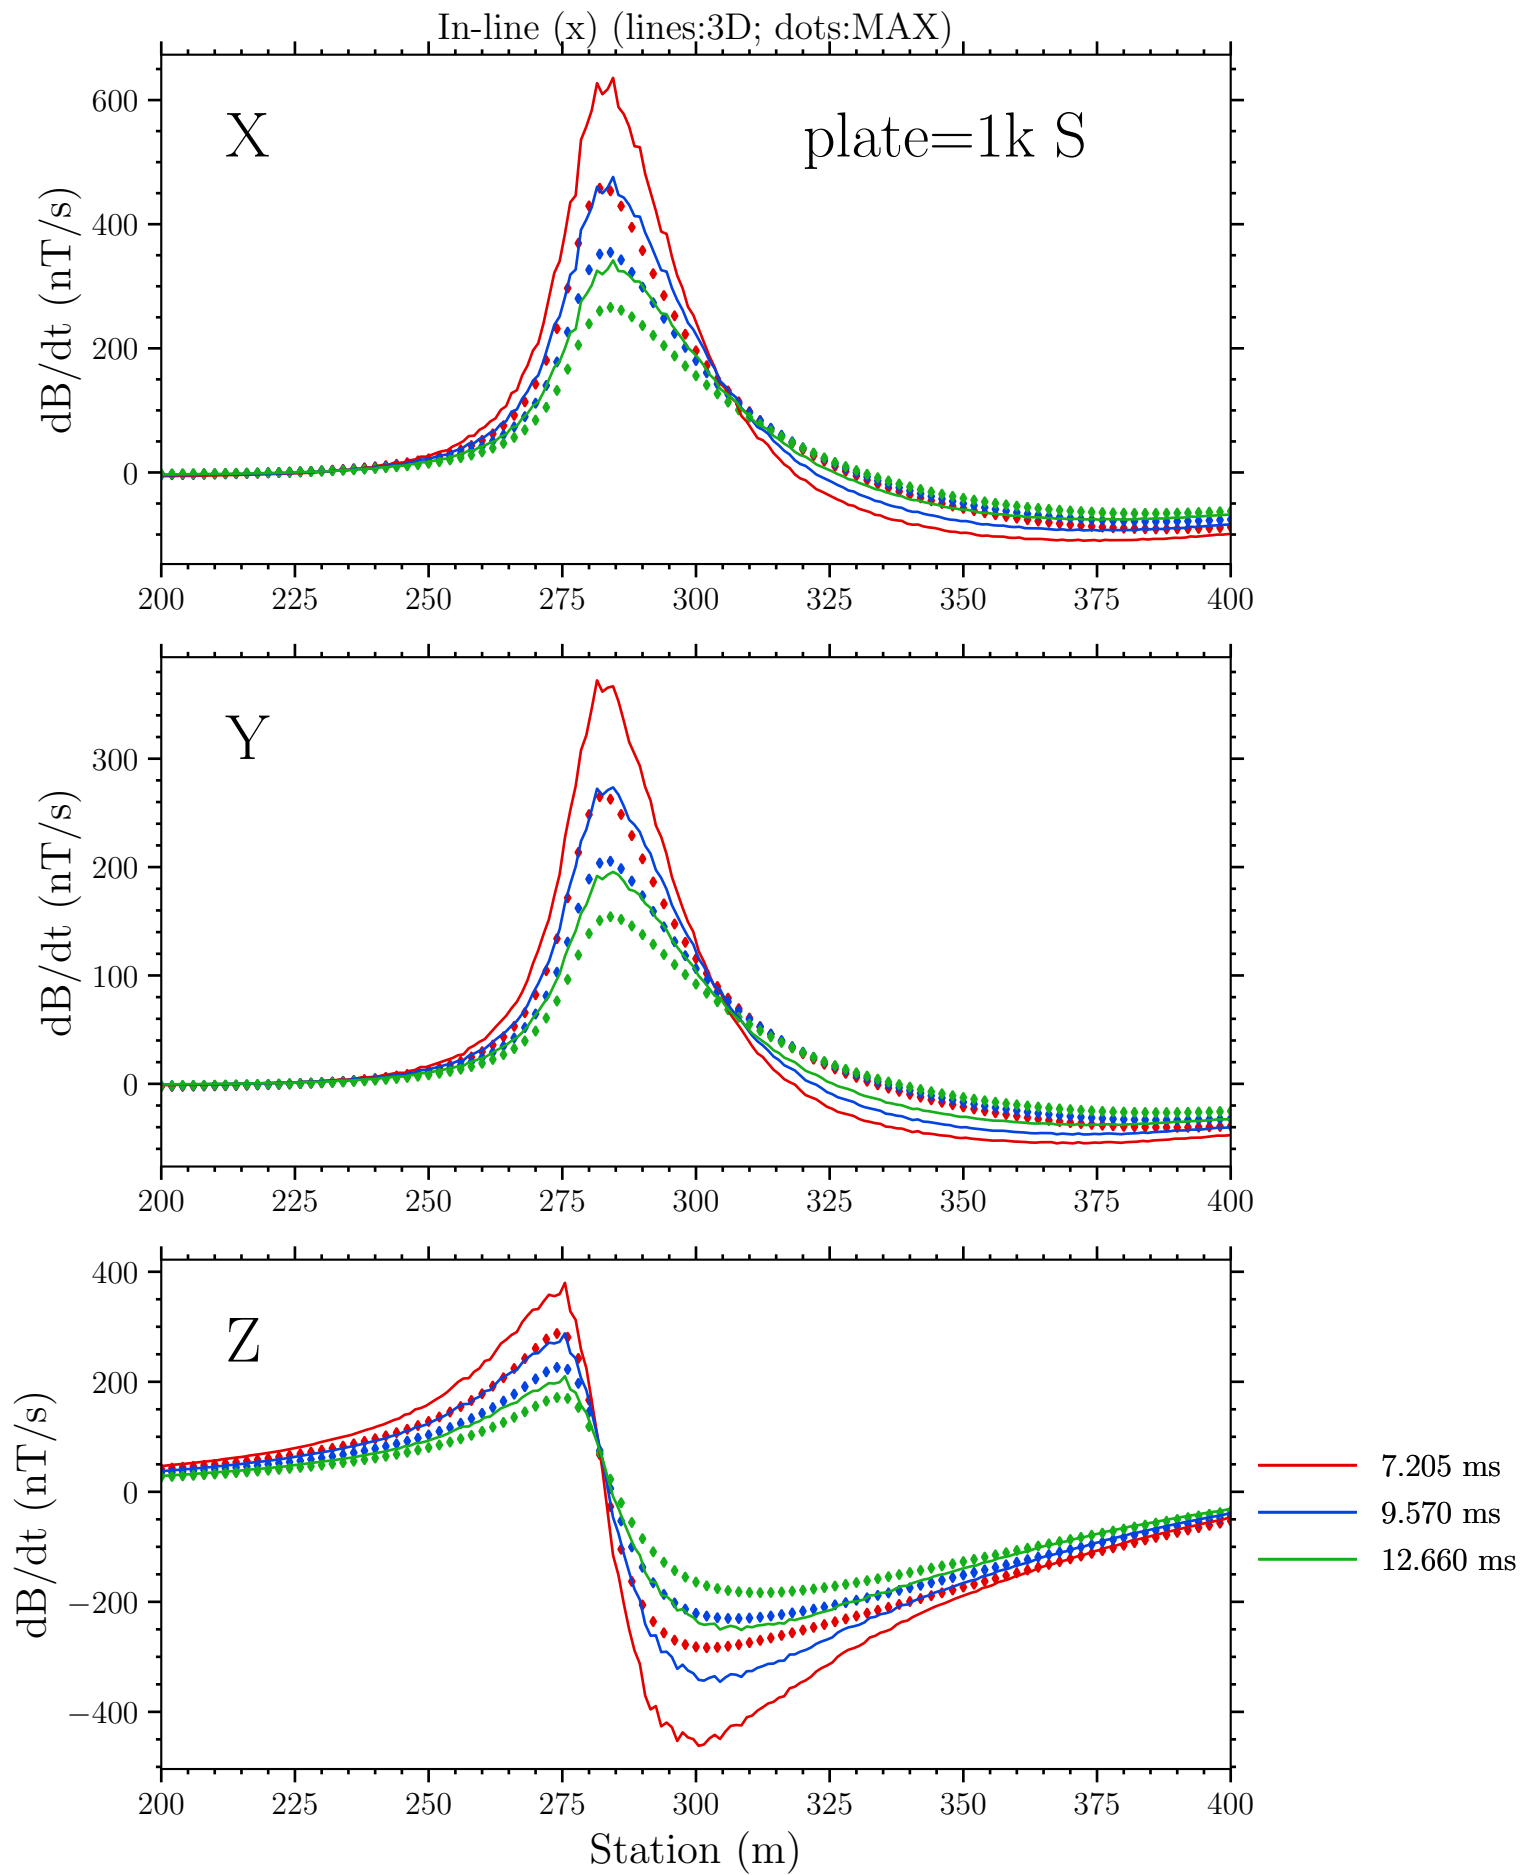 In-line (x) (lines:3D; dots:MAX)
X
plate=1k S
dB/dt (nT/s)
600
400
200
0
200 225 250 275 300 325 350 375 400
Y
dB/dt (nT/s)
300
200
100
0
200 225 250 275 300 325 350 375 400
Z
dB/dt (nT/s)
400
200
0
−200
−400
200 225 250 275 300 325 350 375 400
Station (m)
7.205 ms
9.570 ms
12.660 ms